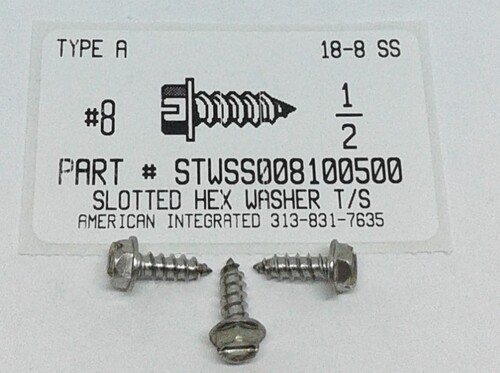 TYPE A 18-8 SS
#8 1/2
PART # STWSS008100500
SLOTTED HEX WASHER T/S
AMERICAN INTEGRATED 313-831-7635